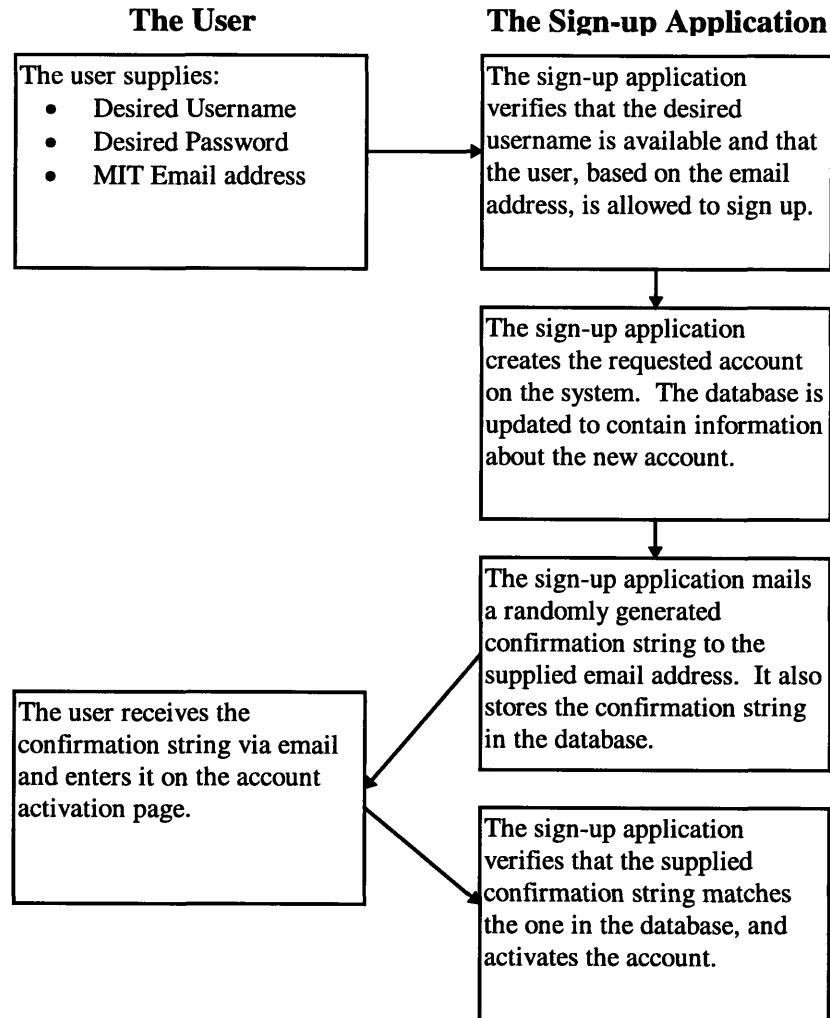 The User
The Sign-up Application
The user supplies:
• Desired Username
• Desired Password
• MIT Email address
The sign-up application
verifies that the desired
username is available and that
the user, based on the email
address, is allowed to sign up.
The sign-up application
creates the requested account
on the system. The database is
updated to contain information
about the new account.
The sign-up application mails
a randomly generated
confirmation string to the
supplied email address. It also
stores the confirmation string
in the database.
The user receives the
confirmation string via email
and enters it on the account
activation page.
The sign-up application
verifies that the supplied
confirmation string matches
the one in the database, and
activates the account.